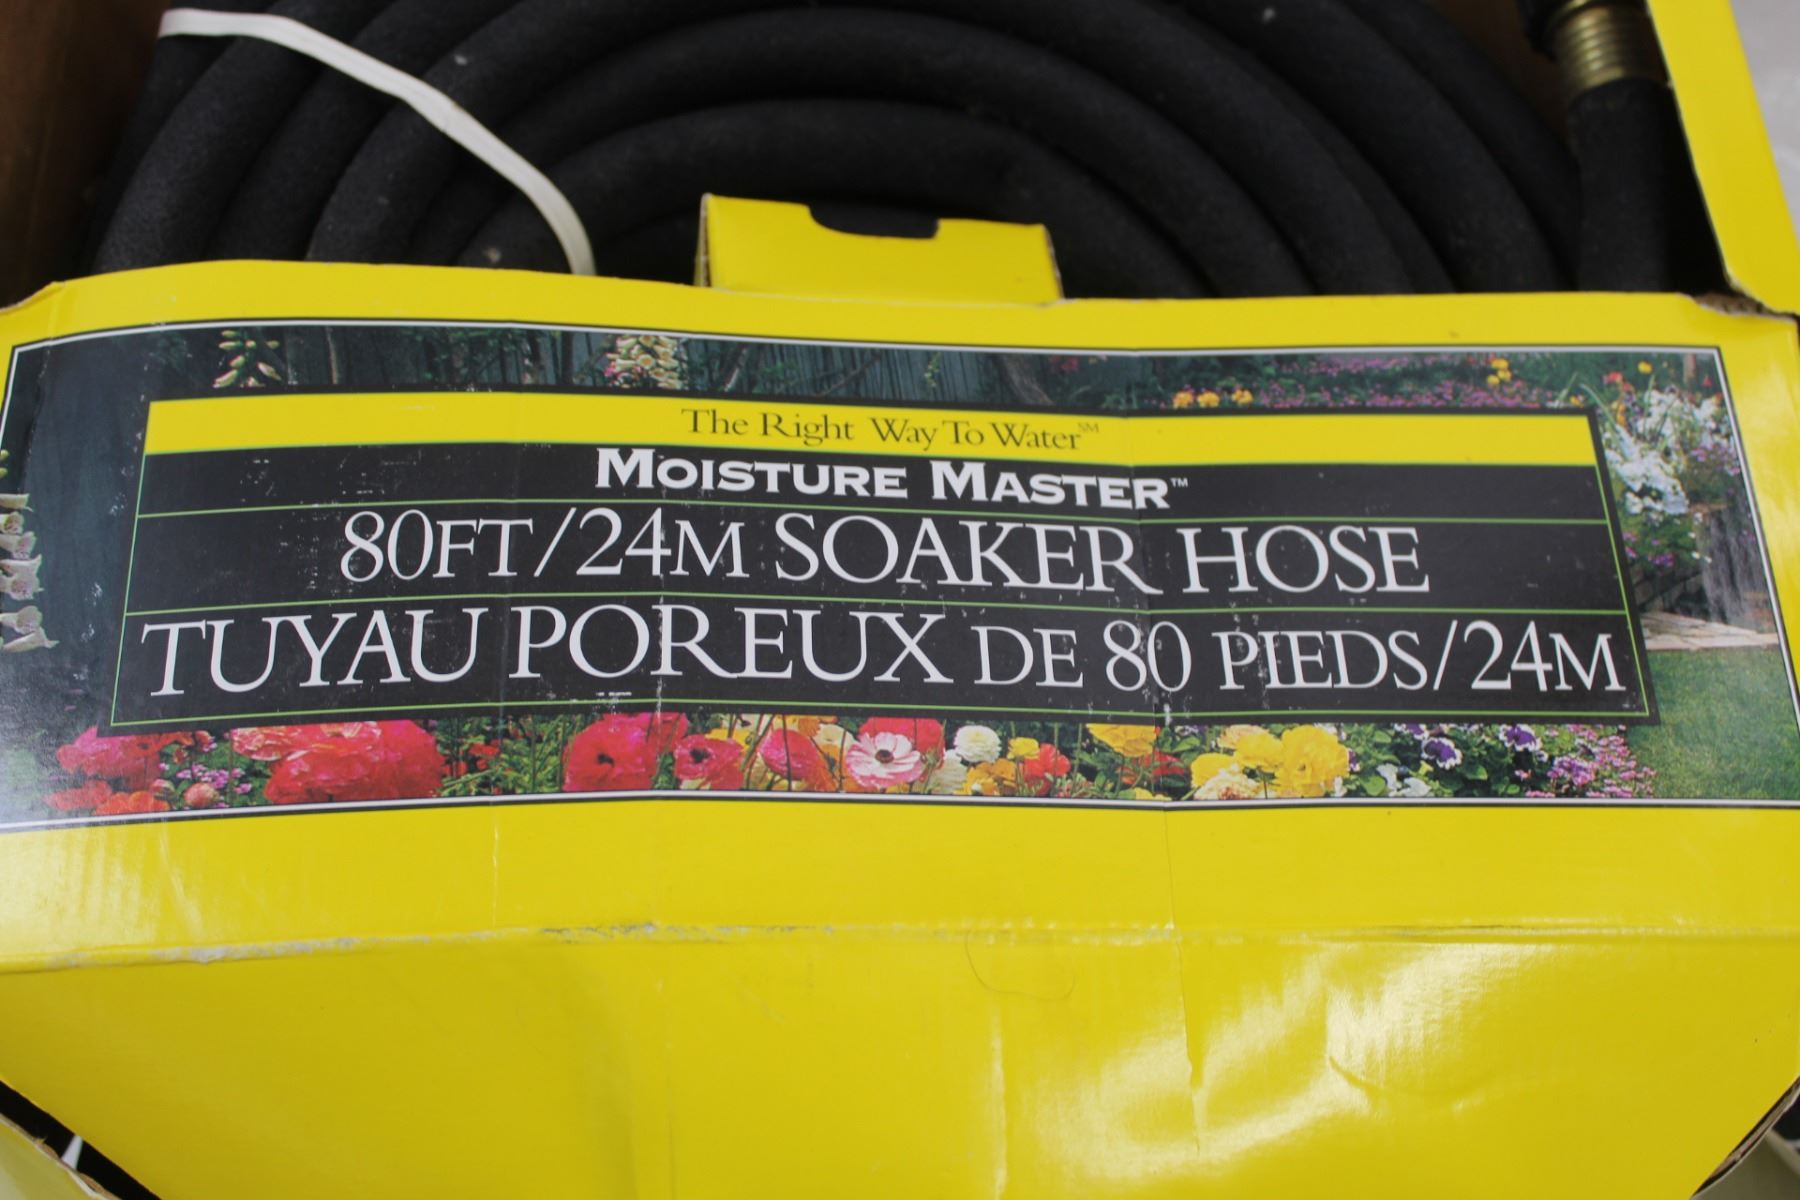 The Right Way To Water℠
MOISTURE MASTER™
80FT/24M SOAKER HOSE
TUYAU POREUX DE 80 PIEDS/24M